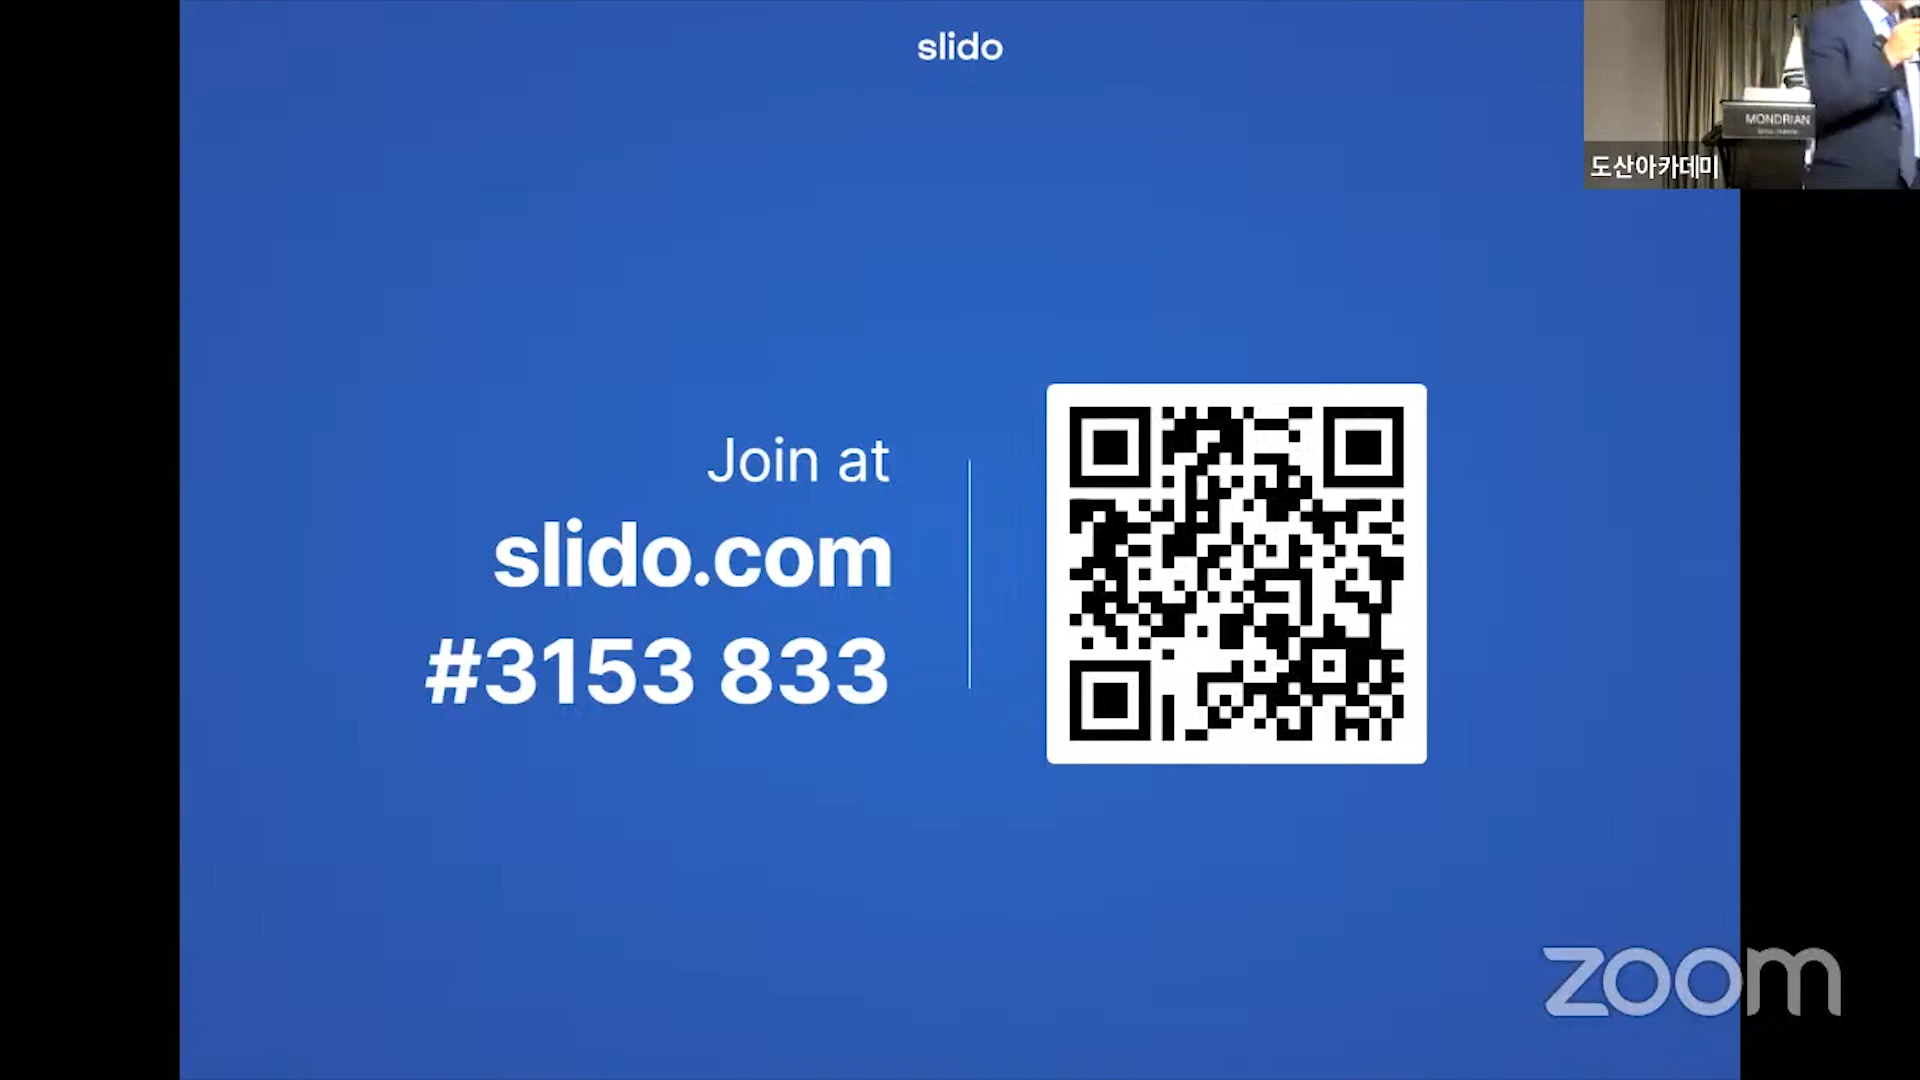 slido
MONDRIAN
도산아카데미
Join at
slido.com
#3153 833
zoom